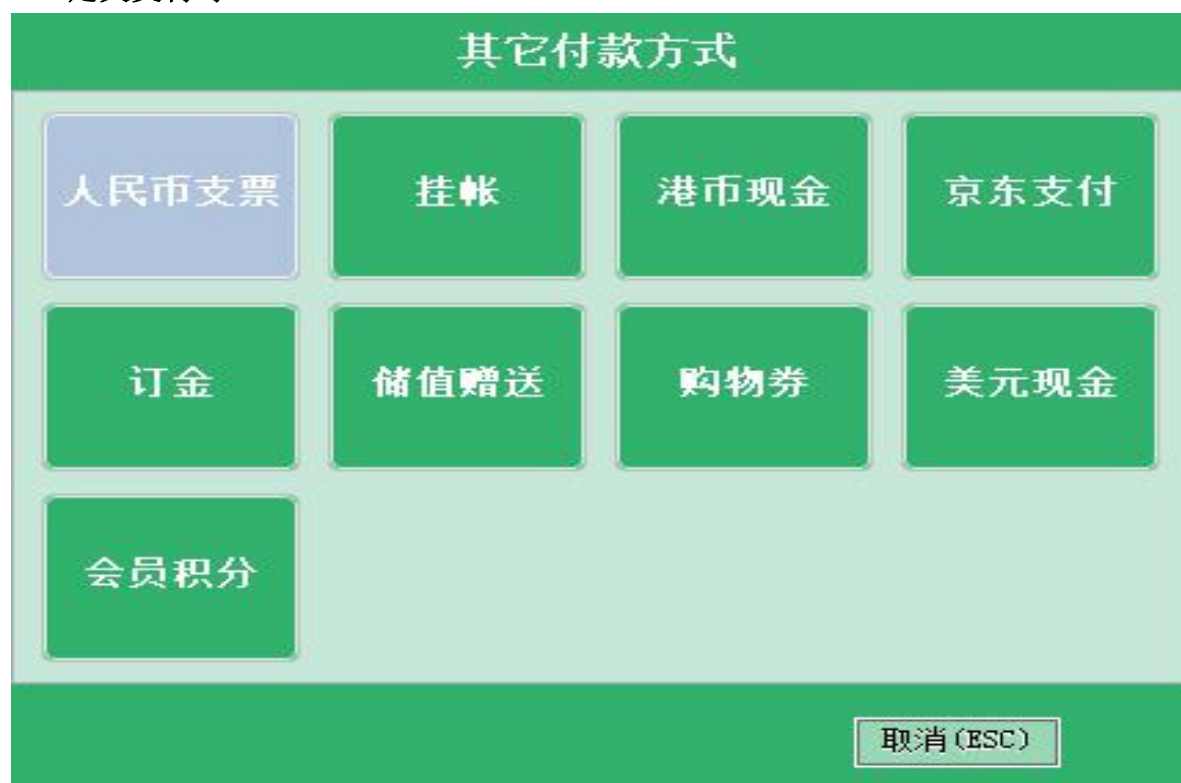 其它付款方式
人民币支票 挂帐 港币现金 京东支付
订金 储值赠送 购物券 美元现金
会员积分
取消(ESC)